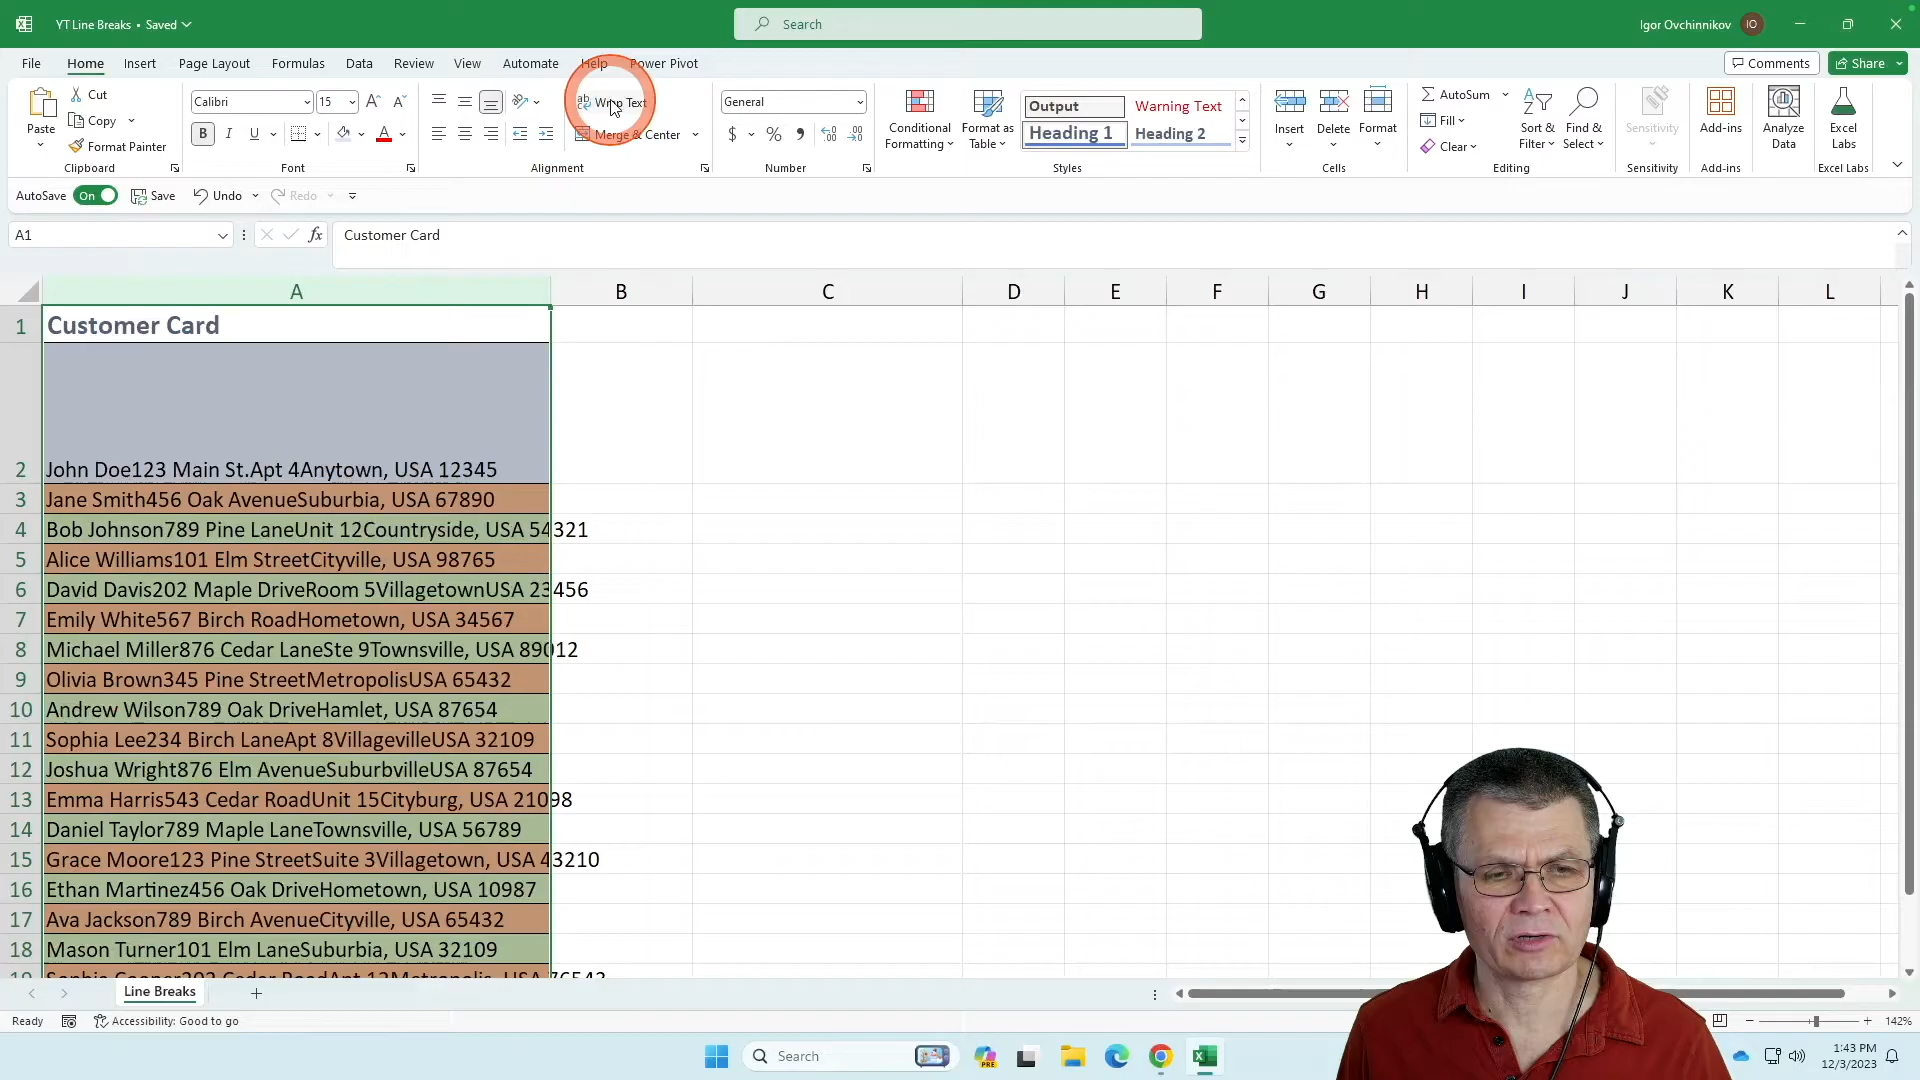 YT Line Breaks • Saved
Search
Igor Ovchinnikov
IO
File
Home
Insert
Page Layout
Formulas
Data
Review
View
Automate
Help
Power Pivot
Comments
Share
Paste
Cut
Copy
Format Painter
Clipboard
Calibri
15
B
I
U
A
Font
Wrap Text
Merge & Center
Alignment
General
$
%
Number
Conditional
Formatting
Format as
Table
Output
Warning Text
Heading 1
Heading 2
Styles
Insert
Delete
Format
Cells
AutoSum
Fill
Clear
Sort &
Filter
Find &
Select
Editing
Sensitivity
Sensitivity
Add-ins
Add-ins
Analyze
Data
Excel
Labs
Excel Labs
AutoSave On
Save
Undo
Redo
A1
fx
Customer Card
A B C D E F G H I J K L
1 Customer Card
2 John Doe123 Main St.Apt 4Anytown, USA 12345
3 Jane Smith456 Oak AvenueSuburbia, USA 67890
4 Bob Johnson789 Pine LaneUnit 12Countryside, USA 54321
5 Alice Williams101 Elm StreetCityville, USA 98765
6 David Davis202 Maple DriveRoom 5VillagetownUSA 23456
7 Emily White567 Birch RoadHometown, USA 34567
8 Michael Miller876 Cedar LaneSte 9Townsville, USA 89012
9 Olivia Brown345 Pine StreetMetropolisUSA 65432
10 Andrew Wilson789 Oak DriveHamlet, USA 87654
11 Sophia Lee234 Birch LaneApt 8VillagevilleUSA 32109
12 Joshua Wright876 Elm AvenueSuburbvilleUSA 87654
13 Emma Harris543 Cedar RoadUnit 15Cityburg, USA 21098
14 Daniel Taylor789 Maple LaneTownsville, USA 56789
15 Grace Moore123 Pine StreetSuite 3Villagetown, USA 43210
16 Ethan Martinez456 Oak DriveHometown, USA 10987
17 Ava Jackson789 Birch AvenueCityville, USA 65432
18 Mason Turner101 Elm LaneSuburbia, USA 32109
19 Sophia Cooper202 Cedar RoadApt 12Metropolis, USA 76543
Line Breaks
Ready
Accessibility: Good to go
142%
Search
PRE
1:43 PM
12/3/2023